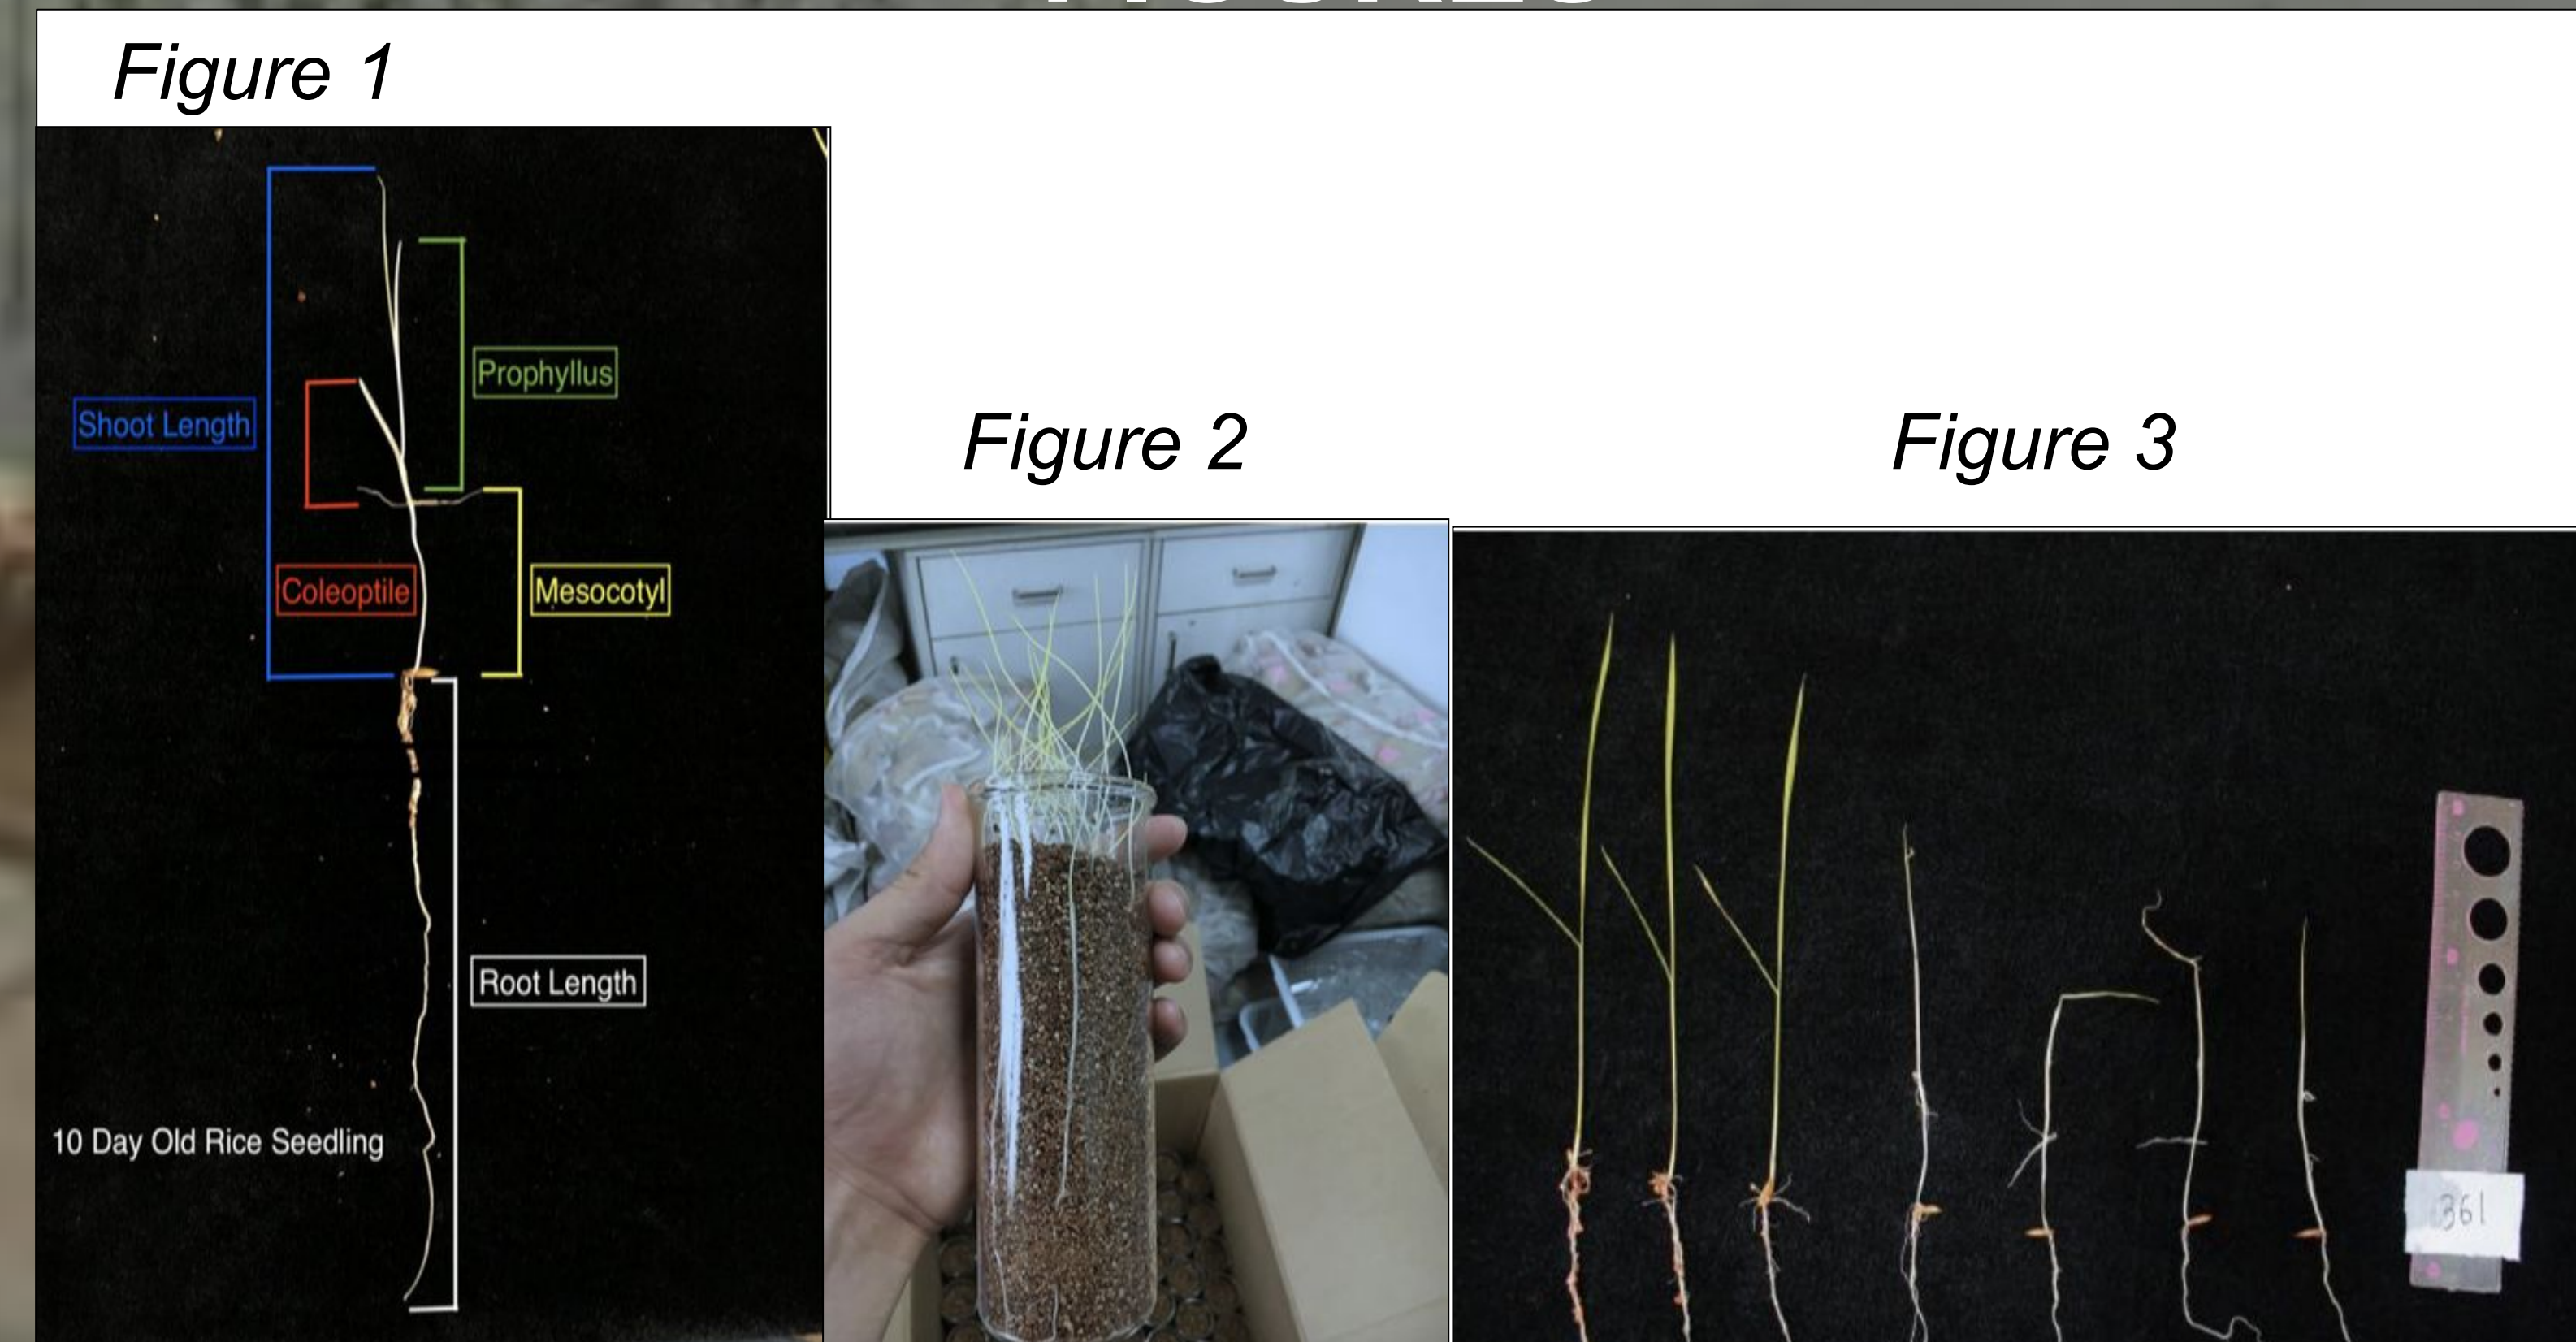 Figure 1
Shoot Length
Prophyllus
Coleoptile
Mesocotyl
Root Length
10 Day Old Rice Seedling
Figure 2
Figure 3
361